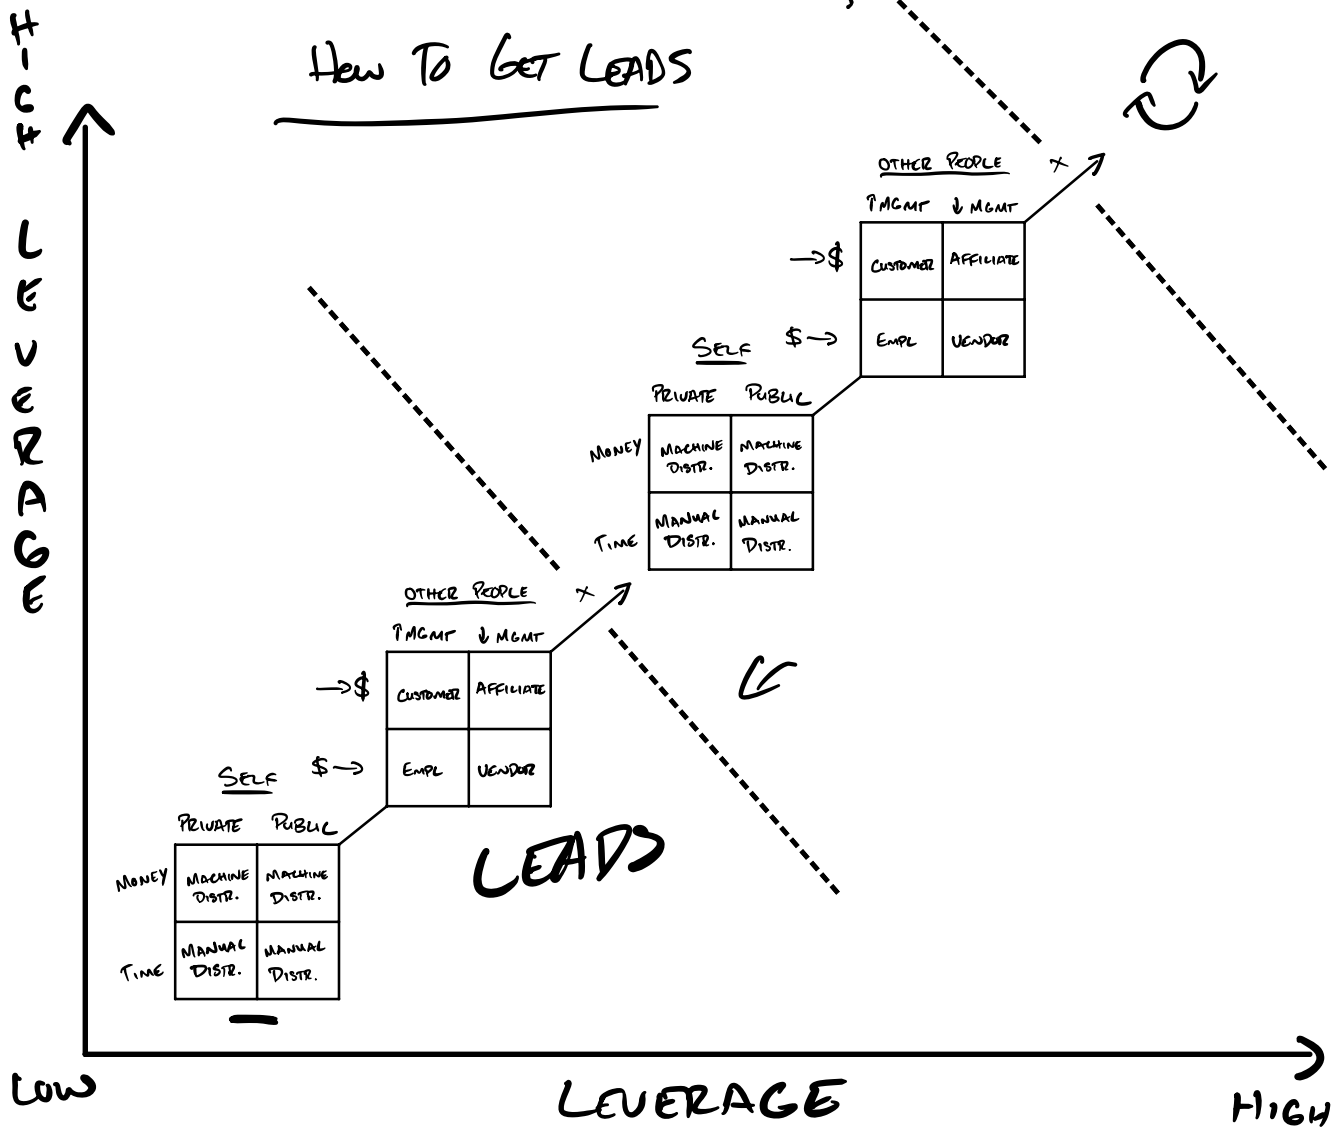 HIGH LEVERAGE
HOW TO GET LEADS
OTHER PEOPLE
↑MGMT ↓ MGMT
→$ CUSTOMER AFFILIATE
$→ EMPL VENDOR
SELF
PRIVATE PUBLIC
MONEY MACHINE DISTR. MACHINE DISTR.
TIME MANUAL DISTR. MANUAL DISTR.
OTHER PEOPLE
↑MGMT ↓ MGMT
→$ CUSTOMER AFFILIATE
$→ EMPL VENDOR
SELF
PRIVATE PUBLIC
MONEY MACHINE DISTR. MACHINE DISTR.
TIME MANUAL DISTR. MANUAL DISTR.
LEADS
LOW LEVERAGE HIGH